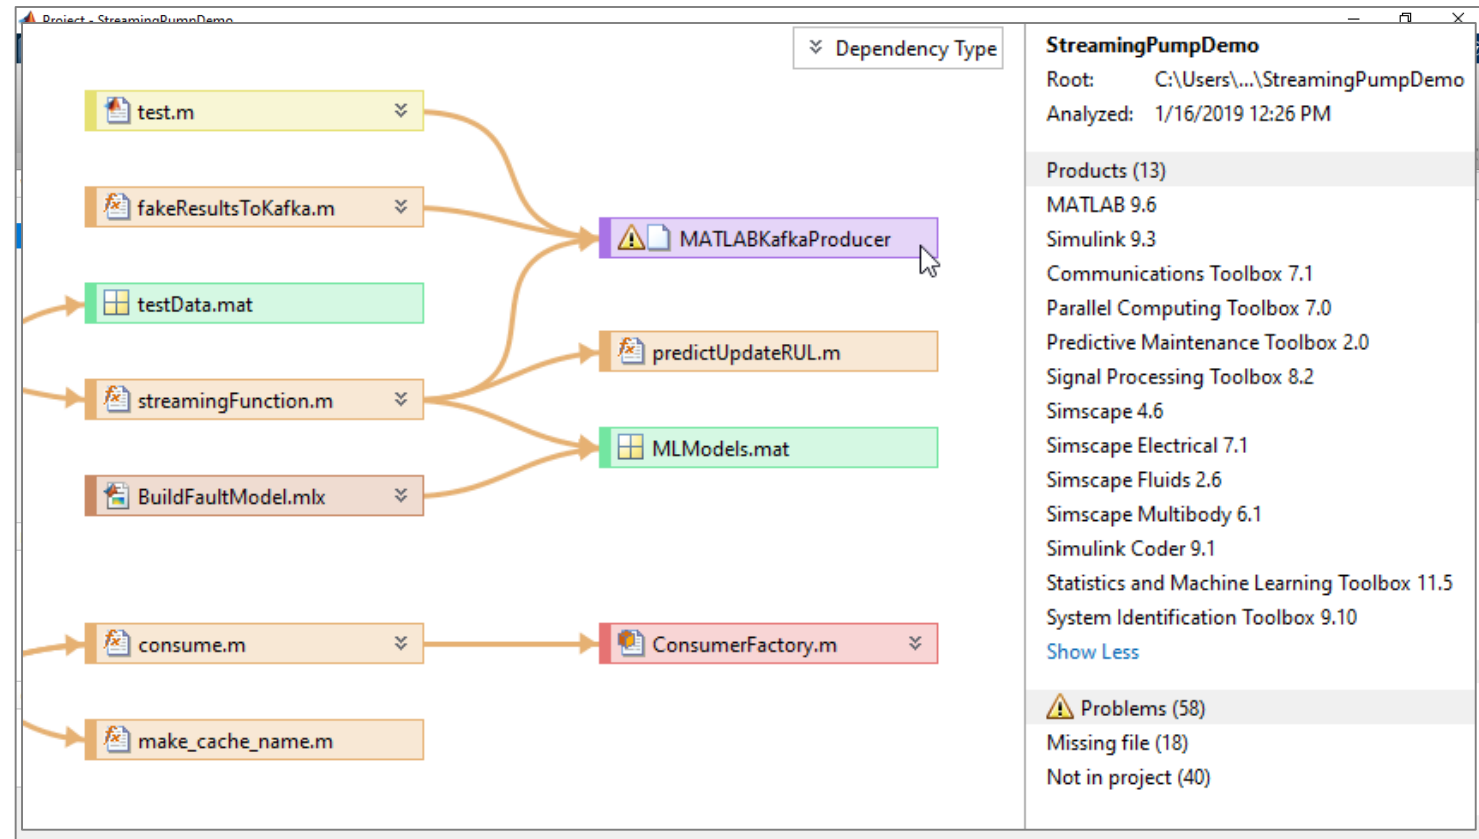 Project - StreamingPumpDemo
Dependency Type
test.m
fakeResultsToKafka.m
testData.mat
streamingFunction.m
BuildFaultModel.mlx
consume.m
make_cache_name.m
MATLABKafkaProducer
predictUpdateRUL.m
MLModels.mat
ConsumerFactory.m
StreamingPumpDemo
Root: C:\Users\...\StreamingPumpDemo
Analyzed: 1/16/2019 12:26 PM
Products (13)
MATLAB 9.6
Simulink 9.3
Communications Toolbox 7.1
Parallel Computing Toolbox 7.0
Predictive Maintenance Toolbox 2.0
Signal Processing Toolbox 8.2
Simscape 4.6
Simscape Electrical 7.1
Simscape Fluids 2.6
Simscape Multibody 6.1
Simulink Coder 9.1
Statistics and Machine Learning Toolbox 11.5
System Identification Toolbox 9.10
Show Less
Problems (58)
Missing file (18)
Not in project (40)